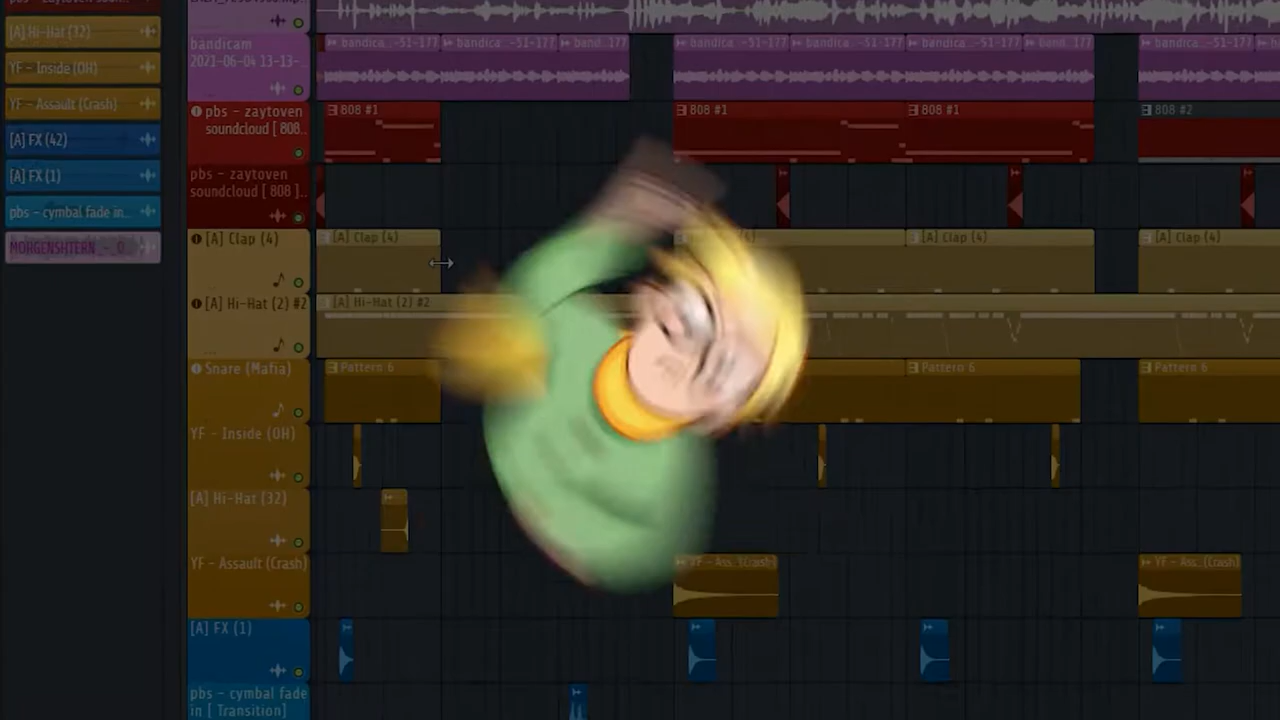 [A] Hi-Hat (32)
YF - Inside (OH)
YF - Assault (Crash)
[A] FX (42)
[A] FX (1)
pbs - cymbal fade in...
MORGENSHTERN
bandicam
2021-06-04 13-13-...
bandica...-51-177
bandica...-51-177
band...177
bandica...-51-177
bandica...-51-177
bandica...-51-177
band...177
bandica...-51-177
pbs - zaytoven
soundcloud [ 808...
808 #1
808 #1
808 #1
808 #2
pbs - zaytoven
soundcloud [ 808 ]...
[A] Clap (4)
[A] Clap (4)
[A] Clap (4)
[A] Clap (4)
[A] Hi-Hat (2) #2
[A] Hi-Hat (2) #2
Snare (Mafia)
Pattern 6
Pattern 6
Pattern 6
YF - Inside (OH)
[A] Hi-Hat (32)
YF - Assault (Crash)
YF - Ass...(Crash)
YF - Ass...(Crash)
[A] FX (1)
pbs - cymbal fade
in [ Transition]